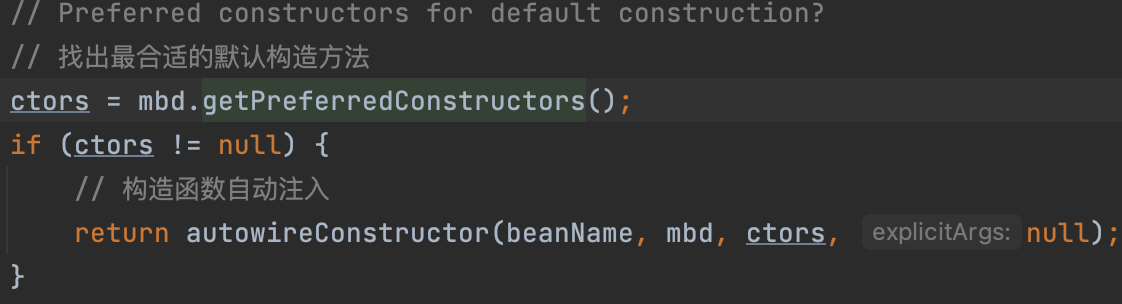 // Preferred constructors for default construction?
// 找出最合适的默认构造方法
ctors = mbd.getPreferredConstructors();
if (ctors != null) {
// 构造函数自动注入
return autowireConstructor(beanName, mbd, ctors, explicitArgs: null);
}